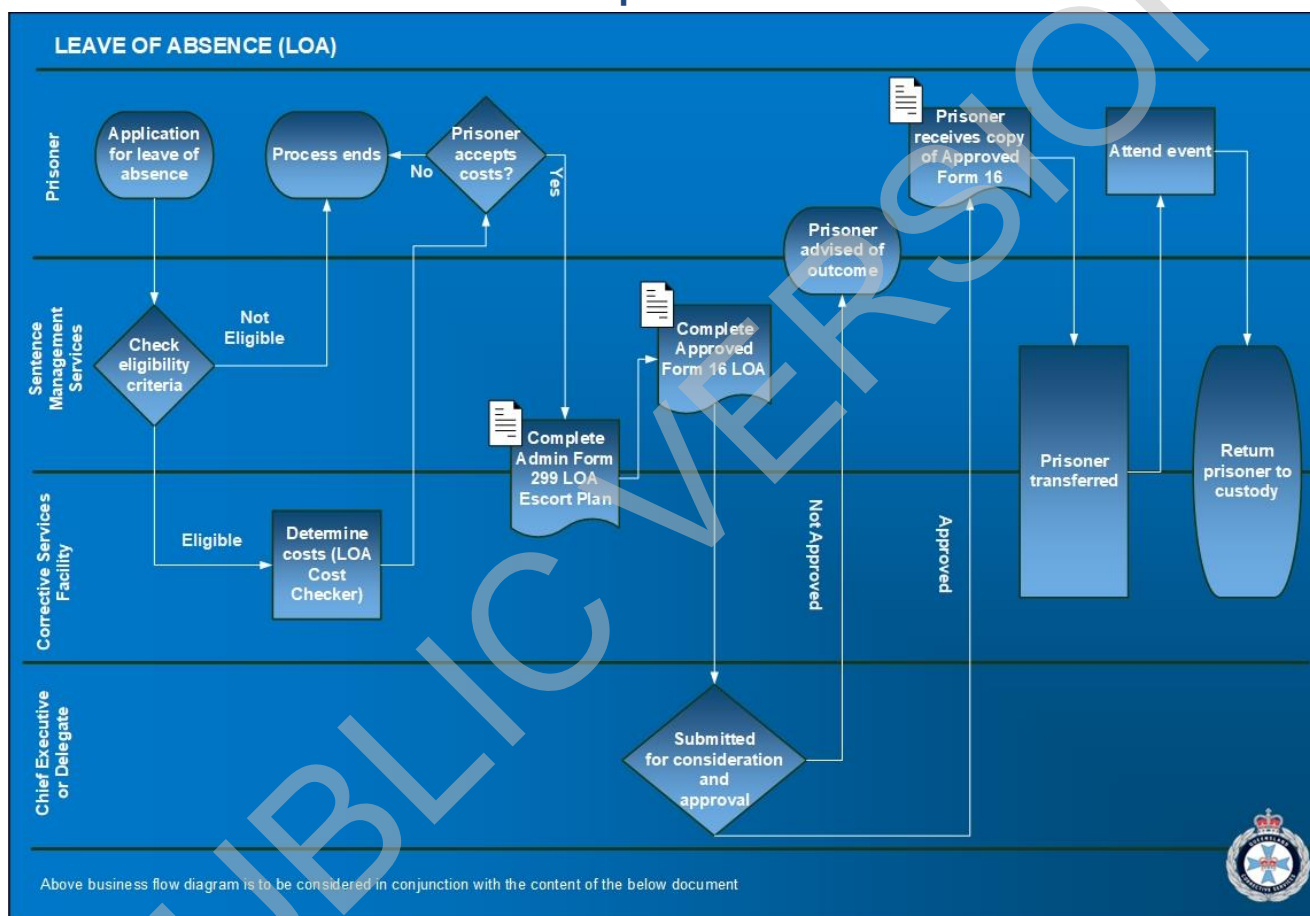 LEAVE OF ABSENCE (LOA)
Prisoner
Application
for leave of
absence
Process ends
Prisoner
accepts
costs?
No
Yes
Prisoner
receives copy
of Approved
Form 16
Attend event
Prisoner
advised of
outcome
Sentence
Management
Services
Check
eligibility
criteria
Not
Eligible
Complete
Approved
Form 16 LOA
Complete
Admin Form
299 LOA
Escort Plan
Prisoner
transferred
Return
prisoner to
custody
Corrective Services
Facility
Eligible
Determine
costs (LOA
Cost
Checker)
Not Approved
Approved
Chief Executive
or Delegate
Submitted
for consideration
and
approval
Above business flow diagram is to be considered in conjunction with the content of the below document
QUEENSLAND
CORRECTIVE SERVICES
PUBLIC VERSION